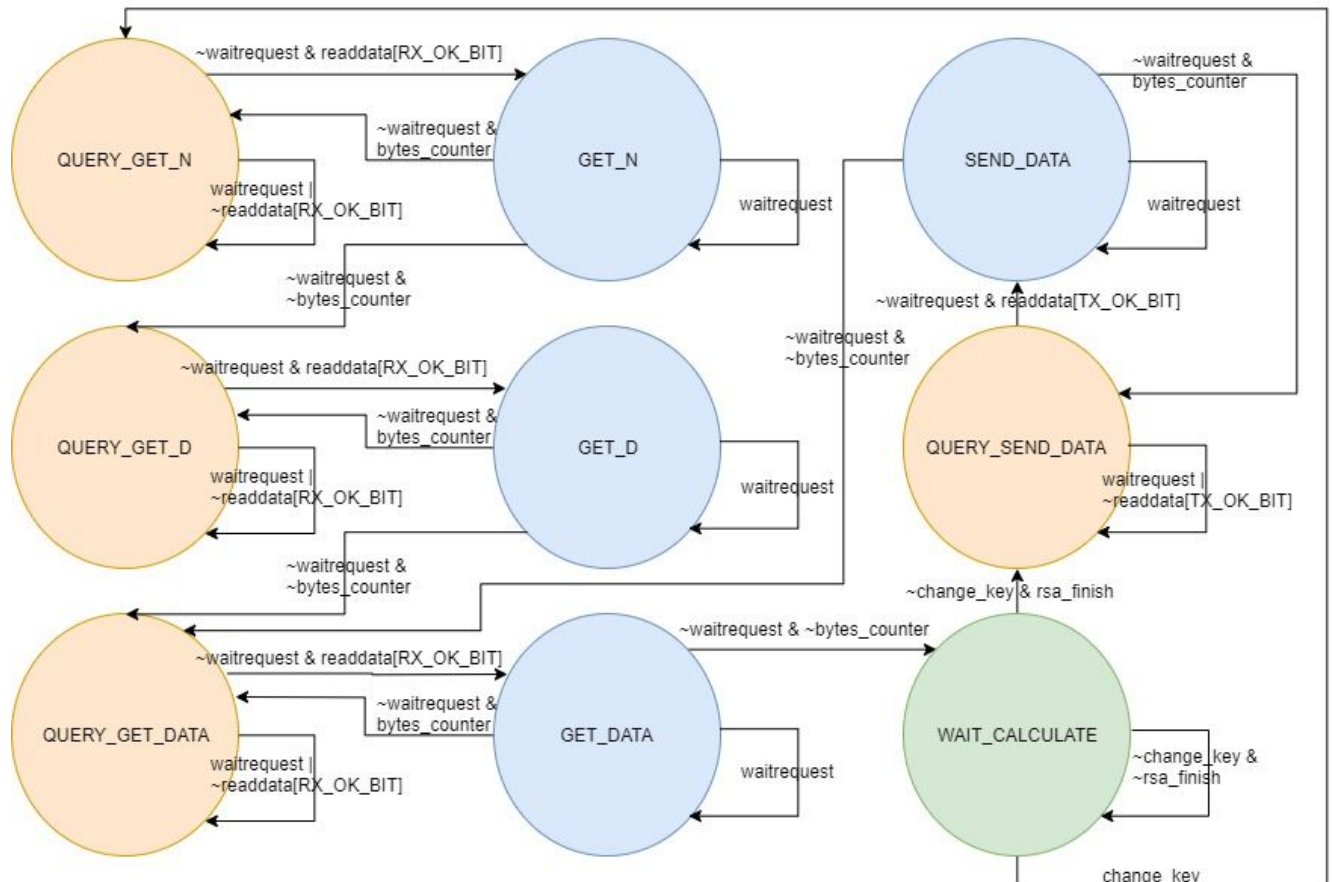 ~waitrequest & readdata[RX_OK_BIT]
~waitrequest &
bytes_counter
~waitrequest &
bytes_counter
QUERY_GET_N
GET_N
SEND_DATA
waitrequest |
~readdata[RX_OK_BIT]
waitrequest
waitrequest
~waitrequest &
~bytes_counter
~waitrequest & readdata[TX_OK_BIT]
~waitrequest &
~bytes_counter
~waitrequest & readdata[RX_OK_BIT]
~waitrequest &
bytes_counter
QUERY_GET_D
GET_D
QUERY_SEND_DATA
waitrequest |
~readdata[RX_OK_BIT]
waitrequest
waitrequest |
~readdata[TX_OK_BIT]
~waitrequest &
~bytes_counter
~change_key & rsa_finish
~waitrequest & ~bytes_counter
~waitrequest & readdata[RX_OK_BIT]
~waitrequest &
bytes_counter
QUERY_GET_DATA
GET_DATA
WAIT_CALCULATE
waitrequest |
~readdata[RX_OK_BIT]
waitrequest
~change_key &
~rsa_finish
change_key